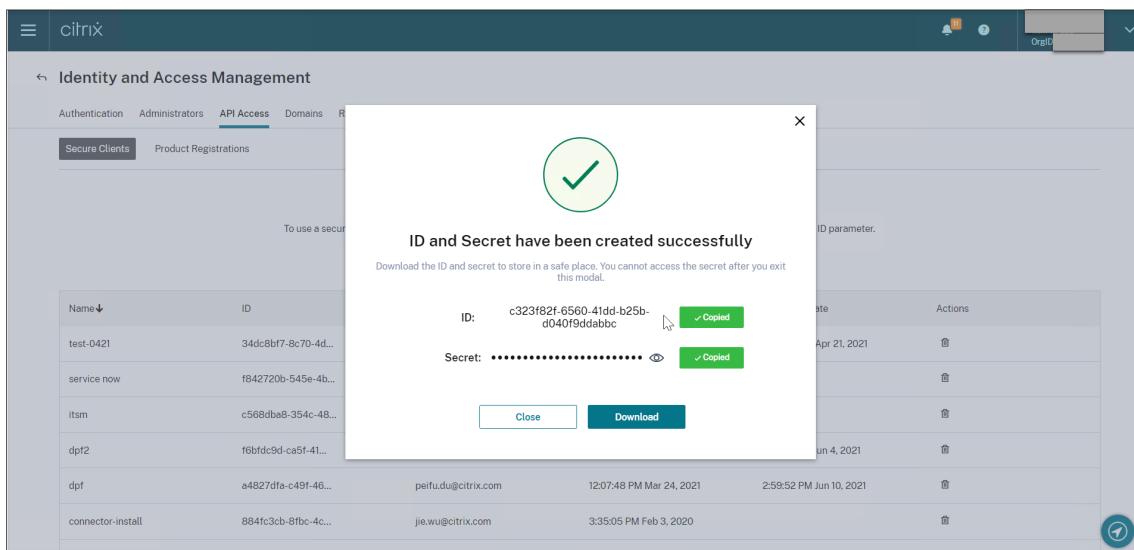 citrix
11
?
OrgID
Identity and Access Management
Authentication Administrators API Access Domains R
Secure Clients Product Registrations
To use a secur
ID parameter.
ID and Secret have been created successfully
Download the ID and secret to store in a safe place. You cannot access the secret after you exit
this modal.
ID: c323f82f-6560-41dd-b25b-
d040f9ddabbc
Copied
Secret: •••••••••••••••••••••••• Copied
Close Download
Name ID ate Actions
test-0421 34dc8bf7-8c70-4d... Apr 21, 2021
service now f842720b-545e-4b...
itsm c568dba8-354c-48...
dpf2 f6bfdc9d-ca5f-41... un 4, 2021
dpf a4827dfa-c49f-46... peifu.du@citrix.com 12:07:48 PM Mar 24, 2021 2:59:52 PM Jun 10, 2021
connector-install 884fc3cb-8fbc-4c... jie.wu@citrix.com 3:35:05 PM Feb 3, 2020